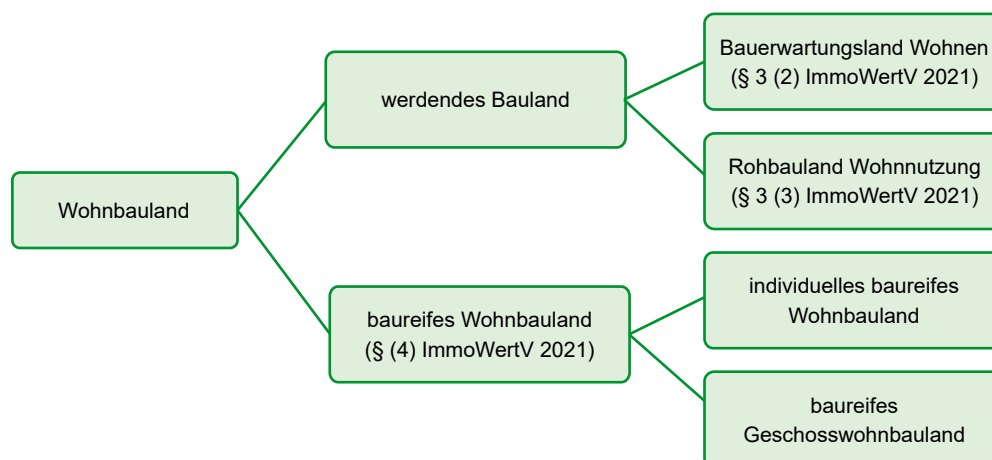 Wohnbauland
werdendes Bauland
Bauerwartungsland Wohnen
(§ 3 (2) ImmoWertV 2021)
Rohbauland Wohnnutzung
(§ 3 (3) ImmoWertV 2021)
baureifes Wohnbauland
(§ (4) ImmoWertV 2021)
individuelles baureifes
Wohnbauland
baureifes
Geschosswohnbauland